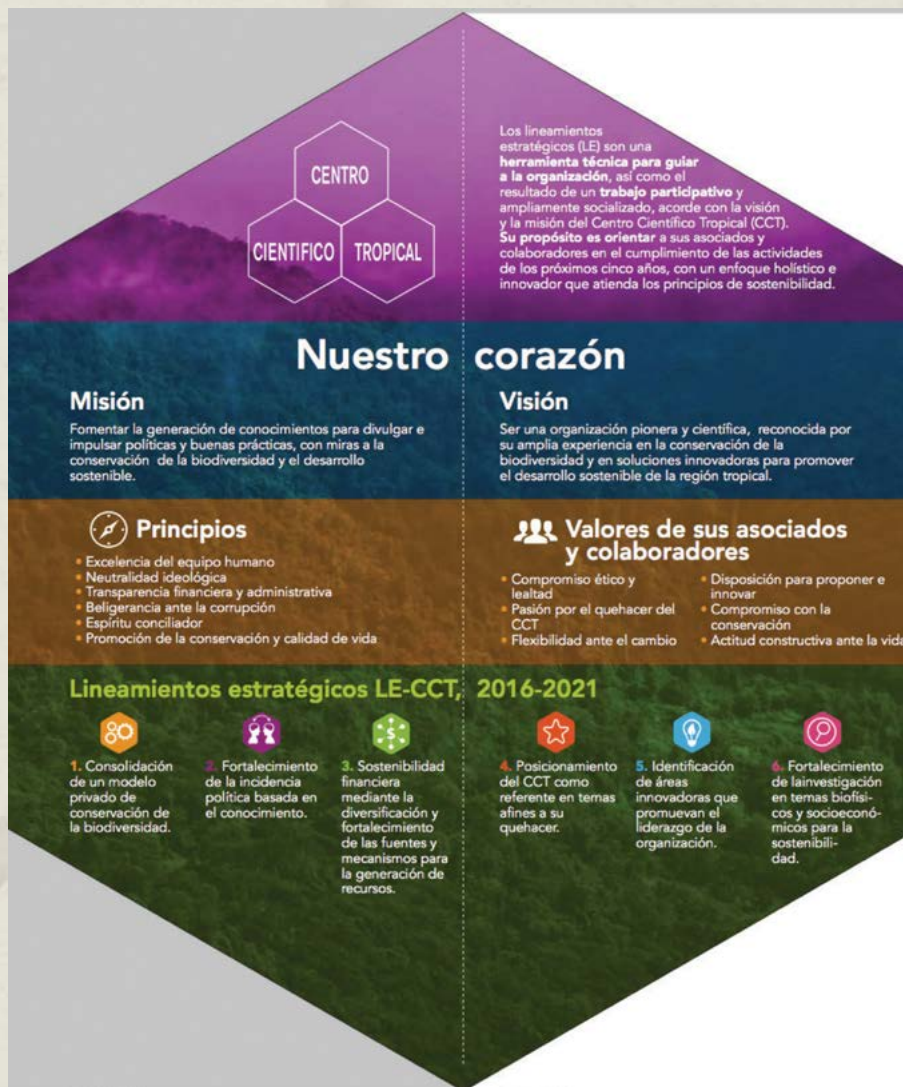 CENTRO
CIENTIFICO TROPICAL
Los lineamientos
estratégicos (LE) son una
herramienta técnica para guiar
a la organización, así como el
resultado de un trabajo participativo y
ampliamente socializado, acorde con la visión
y la misión del Centro Científico Tropical (CCT).
Su propósito es orientar a sus asociados y
colaboradores en el cumplimiento de las actividades
de los próximos cinco años, con un enfoque holístico e
innovador que atienda los principios de sostenibilidad.
Nuestro corazón
Misión
Fomentar la generación de conocimientos para divulgar e
impulsar políticas y buenas prácticas, con miras a la
conservación de la biodiversidad y el desarrollo
sostenible.
Visión
Ser una organización pionera y científica, reconocida por
su amplia experiencia en la conservación de la
biodiversidad y en soluciones innovadoras para promover
el desarrollo sostenible de la región tropical.
Principios
• Excelencia del equipo humano
• Neutralidad ideológica
• Transparencia financiera y administrativa
• Beligerancia ante la corrupción
• Espíritu conciliador
• Promoción de la conservación y calidad de vida
Valores de sus asociados
y colaboradores
• Compromiso ético y
lealtad
• Pasión por el quehacer del
CCT
• Flexibilidad ante el cambio
• Disposición para proponer e
innovar
• Compromiso con la
conservación
• Actitud constructiva ante la vida
Lineamientos estratégicos LE-CCT, 2016-2021
$
1. Consolidación
de un modelo
privado de
conservación de
la biodiversidad.
2. Fortalecimiento
de la incidencia
política basada en
el conocimiento.
3. Sostenibilidad
financiera
mediante la
diversificación y
fortalecimiento
de las fuentes y
mecanismos para
la generación de
recursos.
4. Posicionamiento
del CCT como
referente en temas
afines a su
quehacer.
5. Identificación
de áreas
innovadoras que
promuevan el
liderazgo de la
organización.
6. Fortalecimiento
de lainvestigación
en temas biofísi-
cos y socioeconó-
micos para la
sostenibili-
dad.